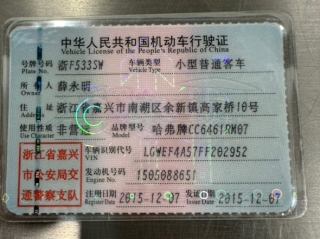 中华人民共和国机动车行驶证
Vehicle License of the People's Republic of China
号牌号码 浙F533SW 车辆类型 小型普通客车
Plate No. Vehicle Type
所有人 薛永明
Owner
住址 浙江省嘉兴市南湖区余新镇高家桥10号
Address
使用性质 非营运 品牌型号 哈弗牌CC6461RM07
Use Character Model
浙江省嘉兴
市公安局交
通警察支队
车辆识别代号 LGWEF4A57FF202952
VIN
发动机号码 1505088651
Engine No.
注册日期 2015-12-07 发证日期 2015-12-07
Register Date Issue Date